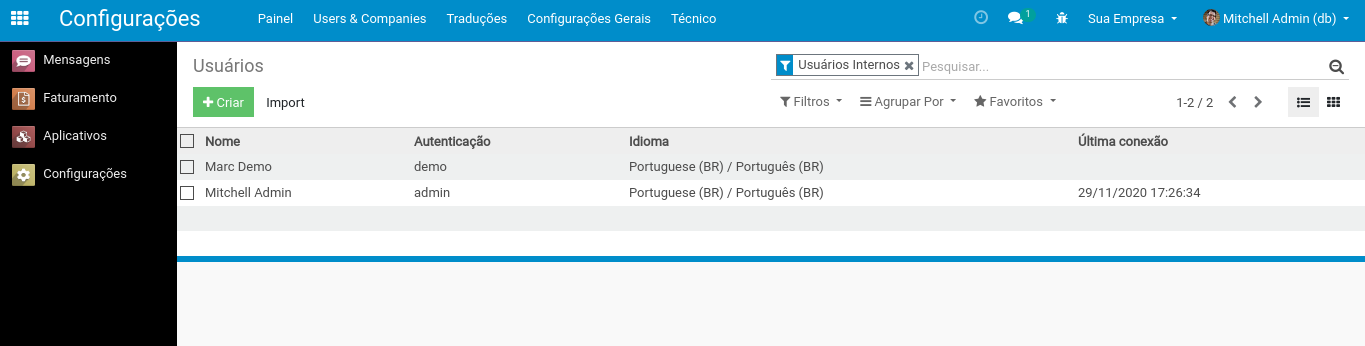 Configurações Painel Users & Companies Traduções Configurações Gerais Técnico 1 Sua Empresa Mitchell Admin (db)
Mensagens
Faturamento
Aplicativos
Configurações
Usuários Usuários Internos Pesquisar...
Criar Import Filtros Agrupar Por Favoritos 1-2 / 2
Nome Autenticação Idioma Última conexão
Marc Demo demo Portuguese (BR) / Português (BR)
Mitchell Admin admin Portuguese (BR) / Português (BR) 29/11/2020 17:26:34